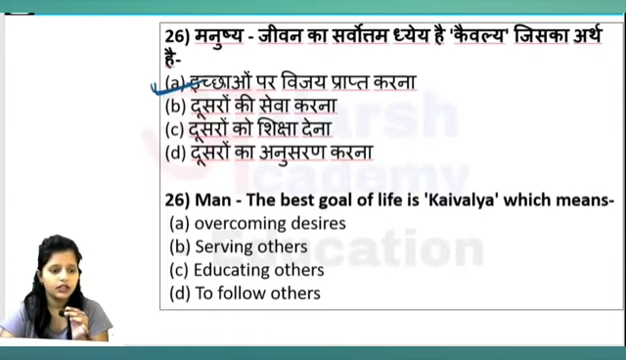 26) मनुष्य - जीवन का सर्वोत्तम ध्येय है 'कैवल्य' जिसका अर्थ
है-
(a) इच्छाओं पर विजय प्राप्त करना
(b) दूसरों की सेवा करना
(c) दूसरों को शिक्षा देना
(d) दूसरों का अनुसरण करना
26) Man - The best goal of life is 'Kaivalya' which means-
(a) overcoming desires
(b) Serving others
(c) Educating others
(d) To follow others
Education